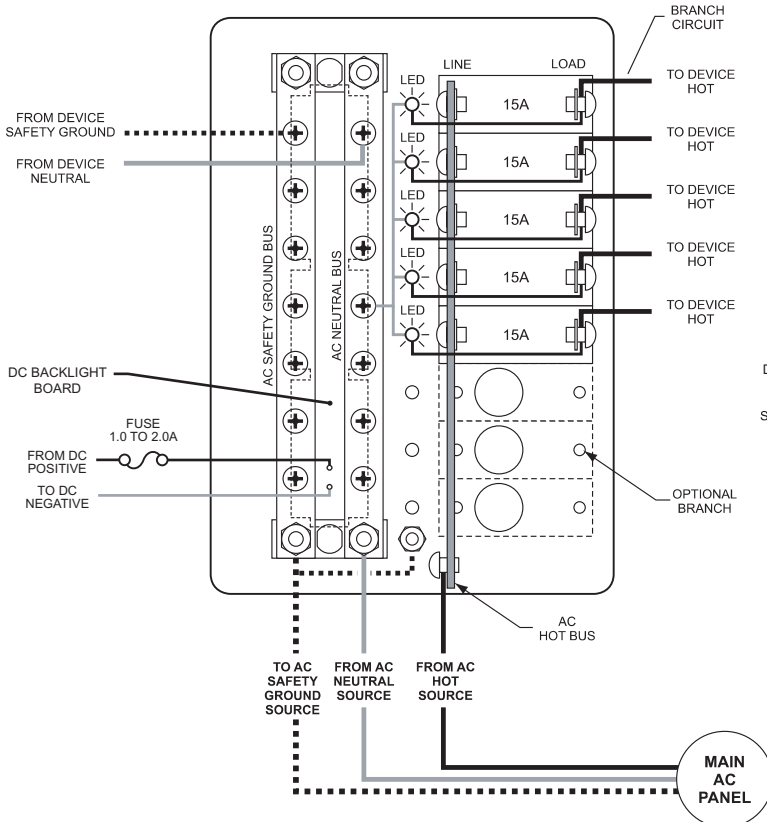 BRANCH
CIRCUIT
LINE
LOAD
LED
15A
TO DEVICE
HOT
FROM DEVICE
SAFETY GROUND
LED
15A
TO DEVICE
HOT
FROM DEVICE
NEUTRAL
LED
15A
TO DEVICE
HOT
LED
15A
TO DEVICE
HOT
LED
15A
TO DEVICE
HOT
AC SAFETY GROUND BUS
AC NEUTRAL BUS
DC BACKLIGHT
BOARD
D
S
FUSE
1.0 TO 2.0A
FROM DC
POSITIVE
TO DC
NEGATIVE
OPTIONAL
BRANCH
AC
HOT BUS
TO AC
SAFETY
GROUND
SOURCE
FROM AC
NEUTRAL
SOURCE
FROM AC
HOT
SOURCE
MAIN
AC
PANEL